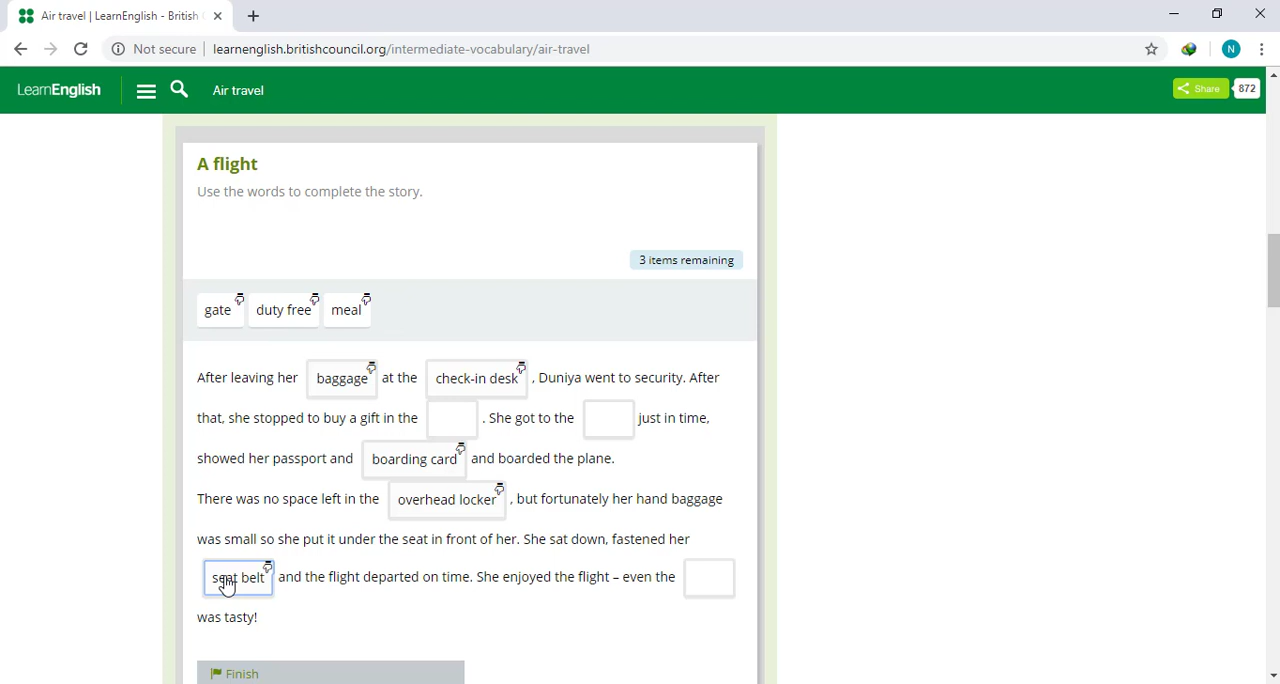 Air travel | LearnEnglish - British C
Not secure | learnenglish.britishcouncil.org/intermediate-vocabulary/air-travel
N
LearnEnglish
Air travel
Share
872
A flight
Use the words to complete the story.
3 items remaining
gate
duty free
meal
After leaving her baggage at the check-in desk , Duniya went to security. After
that, she stopped to buy a gift in the . She got to the just in time,
showed her passport and boarding card and boarded the plane.
There was no space left in the overhead locker , but fortunately her hand baggage
was small so she put it under the seat in front of her. She sat down, fastened her
seat belt and the flight departed on time. She enjoyed the flight – even the
was tasty!
Finish